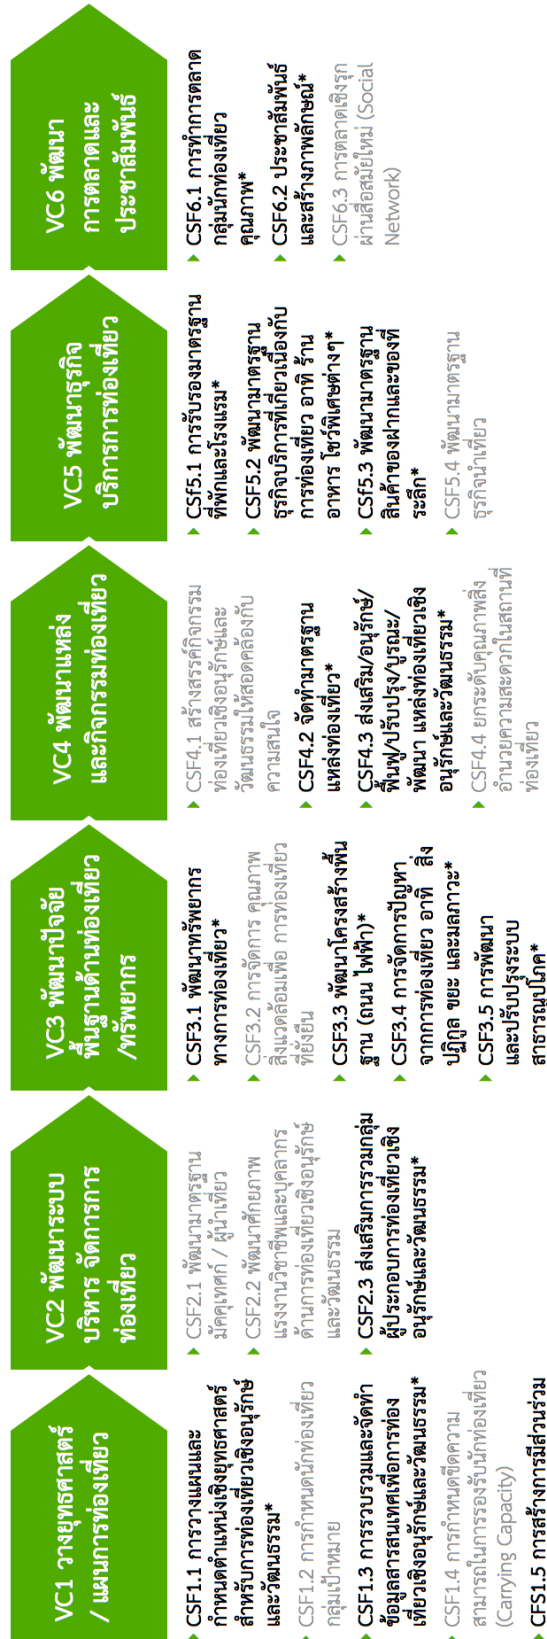 VC1 วางยุทธศาสตร์
/ แผนการท่องเที่ยว
CSF1.1 การวางแผนและ
กำหนดตำแหน่งเชิงยุทธศาสตร์
สำหรับการท่องเที่ยวเชิงอนุรักษ์
และวัฒนธรรม*
CSF1.2 การกำหนดนักท่องเที่ยว
กลุ่มเป้าหมาย
CSF1.3 การรวบรวมและจัดทำ
ข้อมูลสารสนเทศเพื่อการท่อง
เที่ยวเชิงอนุรักษ์และวัฒนธรรม*
CSF1.4 การกำหนดขีดความ
สามารถในการรองรับนักท่องเที่ยว
(Carrying Capacity)
CFS1.5 การสร้างการมีส่วนร่วม
VC2 พัฒนาระบบ
บริหาร จัดการการ
ท่องเที่ยว
CSF2.1 พัฒนามาตรฐาน
มัคคุเทศก์ / ผู้นำเที่ยว
CSF2.2 พัฒนาศักยภาพ
แรงงานวิชาชีพและบุคลากร
ด้านการท่องเที่ยวเชิงอนุรักษ์
และวัฒนธรรม
CSF2.3 ส่งเสริมการรวมกลุ่ม
ผู้ประกอบการท่องเที่ยวเชิง
อนุรักษ์และวัฒนธรรม*
VC3 พัฒนาปัจจัย
พื้นฐานด้านท่องเที่ยว
/ทรัพยากร
CSF3.1 พัฒนาทรัพยากร
ทางการท่องเที่ยว*
CSF3.2 การจัดการ คุณภาพ
สิ่งแวดล้อมเพื่อ การท่องเที่ยว
ที่ยั่งยืน
CSF3.3 พัฒนาโครงสร้างพื้น
ฐาน (ถนน ไฟฟ้า)*
CSF3.4 การจัดการปัญหา
จากการท่องเที่ยว อาทิ สิ่ง
ปฏิกูล ขยะ และมลภาวะ*
CSF3.5 การพัฒนา
และปรับปรุงระบบ
สาธารณูปโภค*
VC4 พัฒนาแหล่ง
และกิจกรรมท่องเที่ยว
CSF4.1 สร้างสรรค์กิจกรรม
ท่องเที่ยวเชิงอนุรักษ์และ
วัฒนธรรมให้สอดคล้องกับ
ความสนใจ
CSF4.2 จัดทำมาตรฐาน
แหล่งท่องเที่ยว*
CSF4.3 ส่งเสริม/อนุรักษ์/
ฟื้นฟู/ปรับปรุง/บูรณะ/
พัฒนา แหล่งท่องเที่ยวเชิง
อนุรักษ์และวัฒนธรรม*
CSF4.4 ยกระดับคุณภาพสิ่ง
อำนวยความสะดวกในสถานที่
ท่องเที่ยว
VC5 พัฒนาธุรกิจ
บริการการท่องเที่ยว
CSf5.1 การรับรองมาตรฐาน
ที่พักและโรงแรม*
CSF5.2 พัฒนามาตรฐาน
ธุรกิจบริการที่เกี่ยวเนื่องกับ
การท่องเที่ยว อาทิ ร้าน
อาหาร โชว์พิเศษต่างๆ*
CSf5.3 พัฒนามาตรฐาน
สินค้าของฝากและของที่
ระลึก*
CSF5.4 พัฒนามาตรฐาน
ธุรกิจนำเที่ยว
VC6 พัฒนา
การตลาดและ
ประชาสัมพันธ์
CSF6.1 การทำการตลาด
กลุ่มนักท่องเที่ยว
คุณภาพ*
CSF6.2 ประชาสัมพันธ์
และสร้างภาพลักษณ์*
CSF6.3 การตลาดเชิงรุก
ผ่านสื่อสมัยใหม่ (Social
Network)